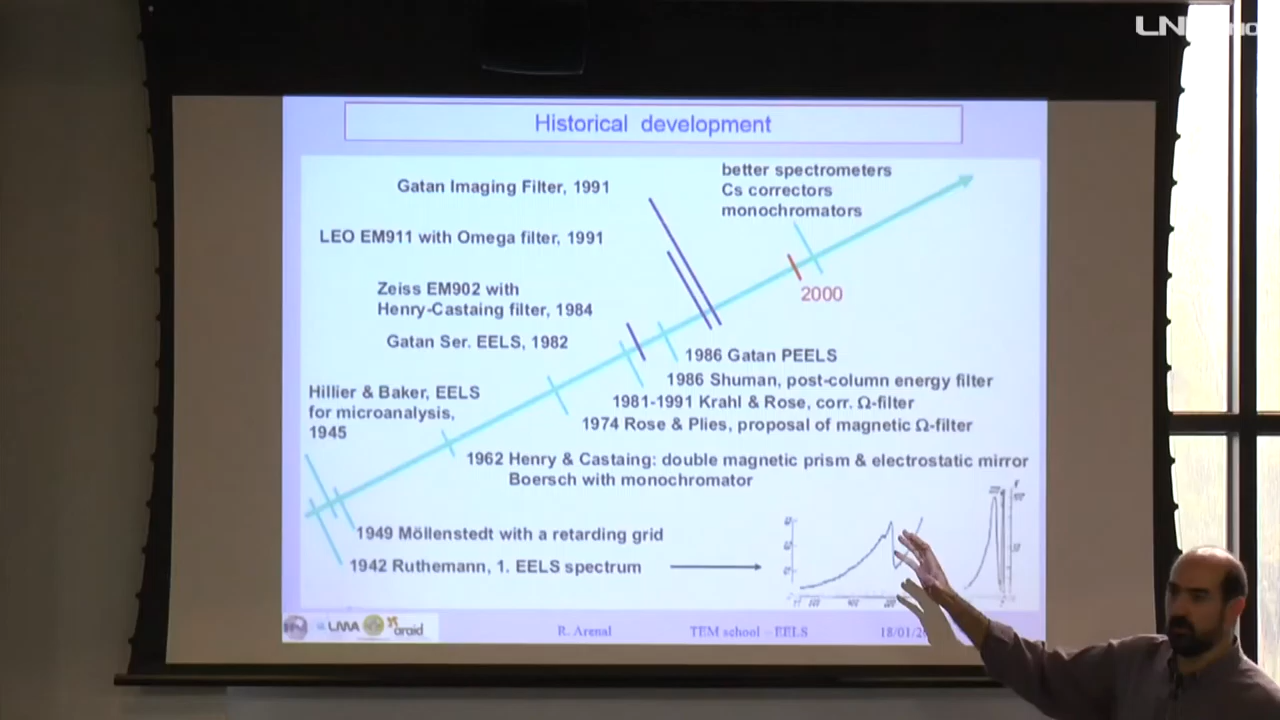 Historical development
Gatan Imaging Filter, 1991
better spectrometers
Cs correctors
monochromators
LEO EM911 with Omega filter, 1991
Zeiss EM902 with
Henry-Castaing filter, 1984
2000
Gatan Ser. EELS, 1982
1986 Gatan PEELS
1986 Shuman, post-column energy filter
Hillier & Baker, EELS
for microanalysis,
1945
1981-1991 Krahl & Rose, corr. Ω-filter
1974 Rose & Plies, proposal of magnetic Ω-filter
1962 Henry & Castaing: double magnetic prism & electrostatic mirror
Boersch with monochromator
1949 Möllenstedt with a retarding grid
1942 Ruthemann, 1. EELS spectrum
LMA
araid
R. Arenal
TEM school - EELS
18/01/